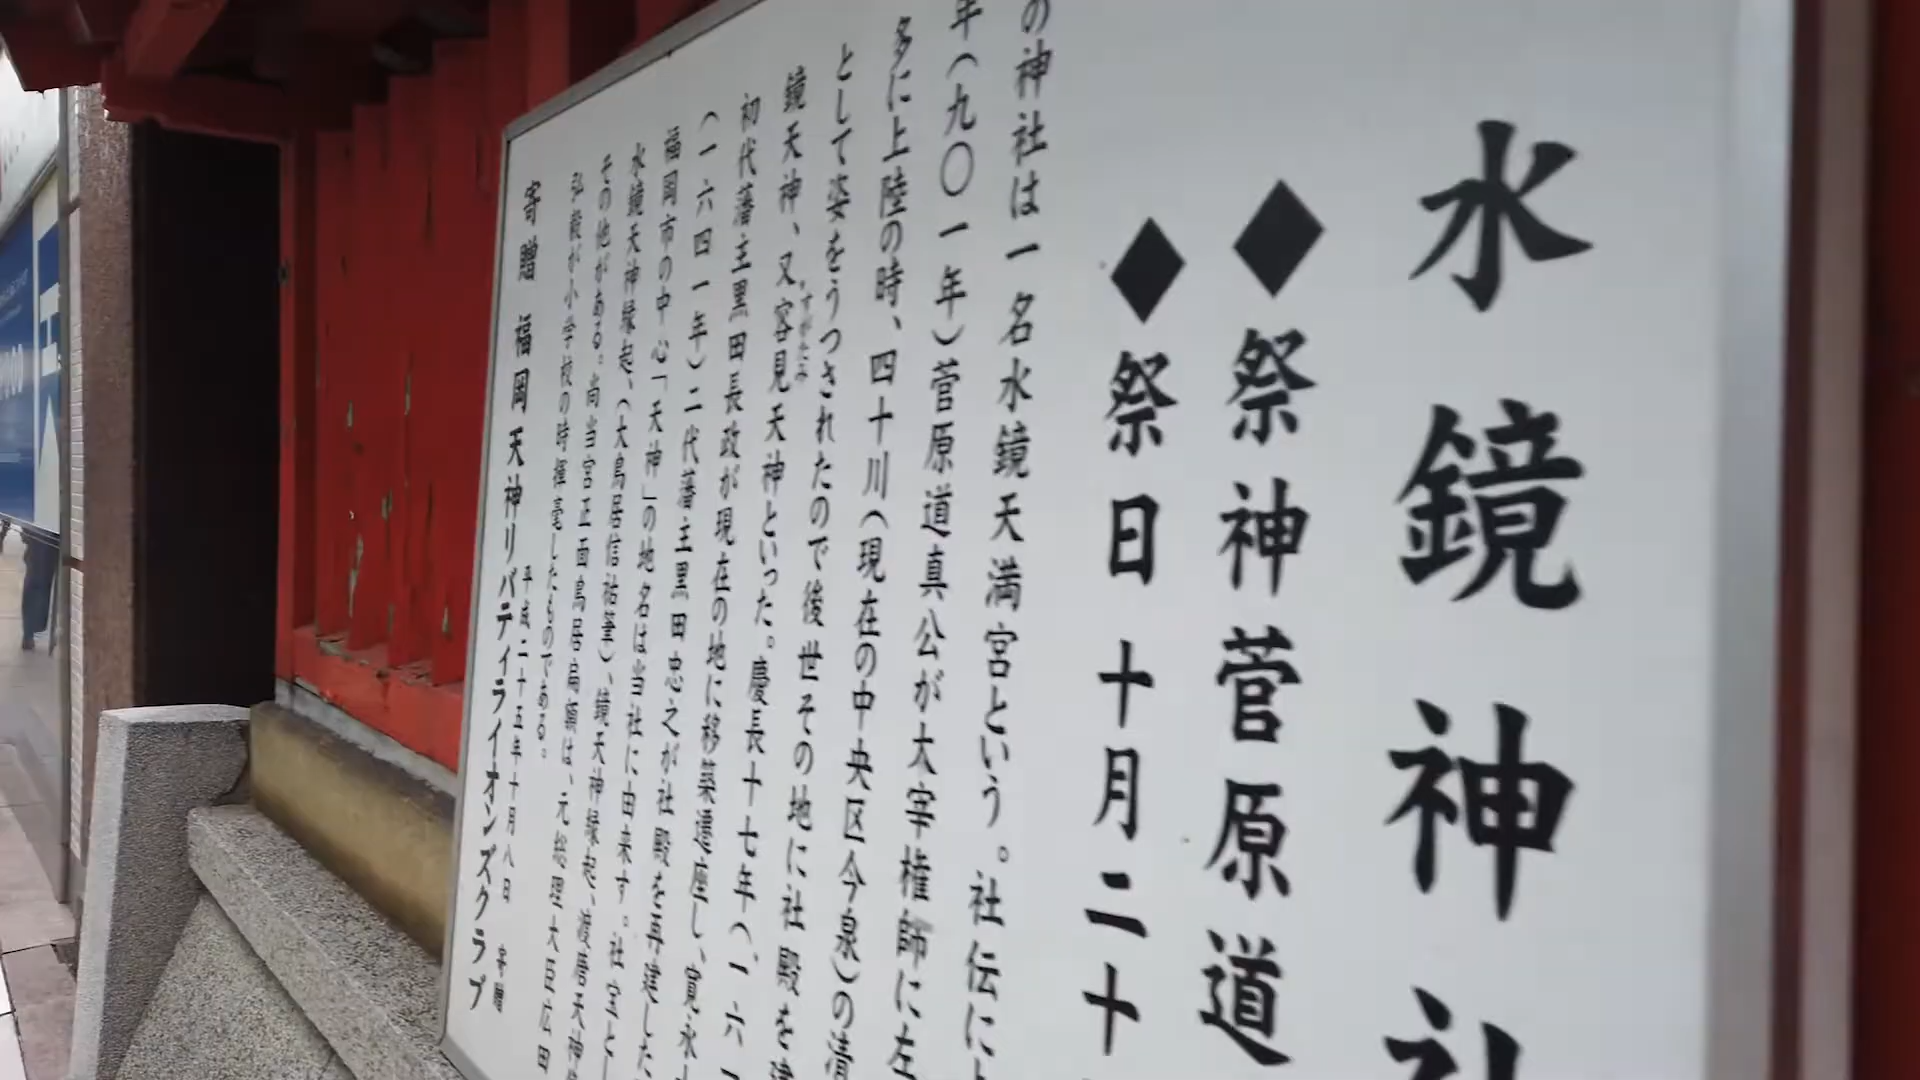 水鏡神社
◆祭神菅原道
◆祭日十月二十
の神社は一名水鏡天満宮という。社伝に
年(九〇一年)菅原道真公が大宰権師に左
多に上陸の時、四十川(現在の中央区今泉)の清
として姿をうつされたので後世その地に社殿を建
鏡天神、又容見天神といった。慶長十七年(一六一
すがたみ
初代藩主黒田長政が現在の地に移築遷座し、寛永十
(一六四一年)二代藩主黒田忠之が社殿を再建した
福岡市の中心「天神」の地名は当社に由来す。社宝とし
水鏡天神縁起、(大鳥居信祐筆)、鏡天神縁起、渡唐天神
その他がある。尚当宮正面鳥居扁額は、元総理大臣広田
弘毅が小学校の時揮毫したものである。
平成二十五年十月八日 寄贈
寄贈 福岡天神リバティライオンズクラブ